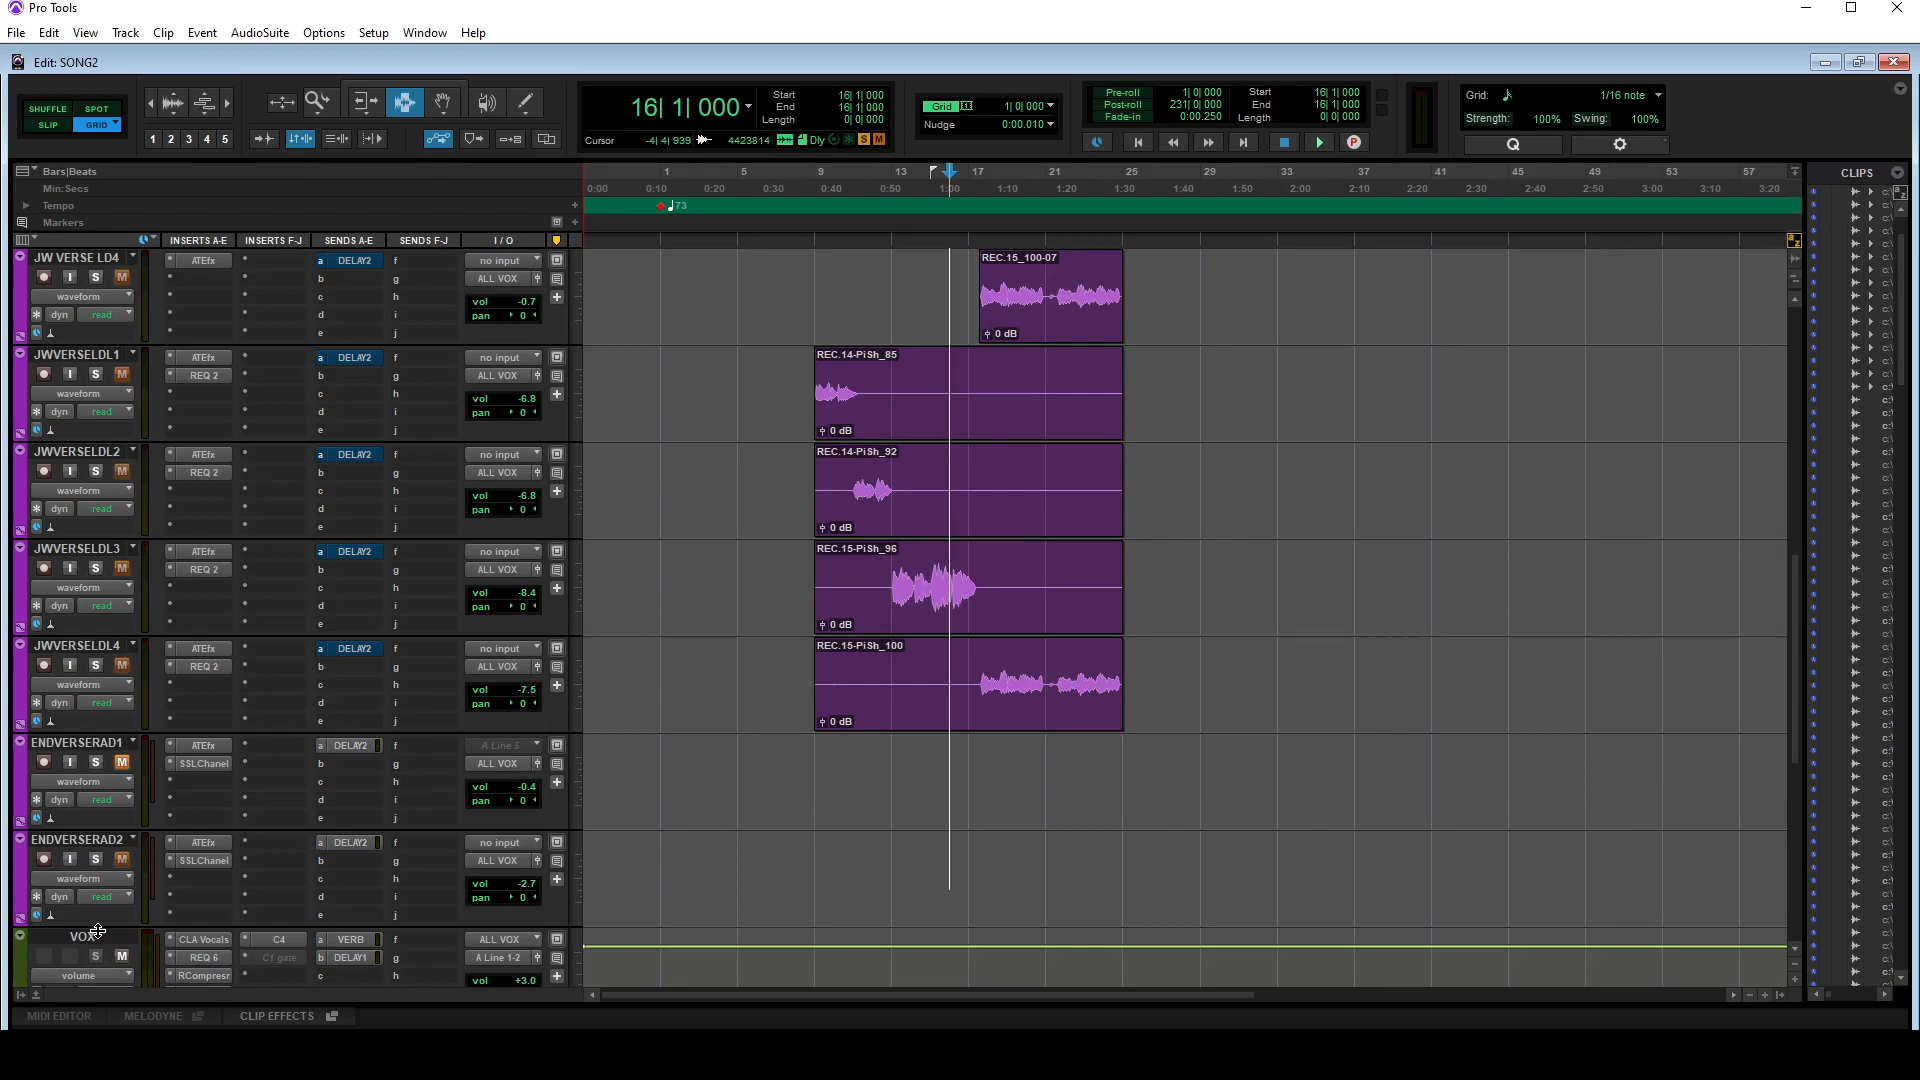 Pro Tools
File Edit View Track Clip Event AudioSuite Options Setup Window Help
Edit: SONG2
SHUFFLE SPOT
SLIP GRID
1 2 3 4 5
16| 1| 000
Start 16| 1| 000
End 16| 1| 000
Length 0| 0| 000
Cursor -4| 4| 939 4423814 Dly S M
Grid 1| 0| 000
Nudge 0:00.010
Pre-roll 1| 0| 000 Start 16| 1| 000
Post-roll 231| 0| 000 End 16| 1| 000
Fade-in 0:00.250 Length 0| 0| 000
Grid: 1/16 note
Strength: 100% Swing: 100%
Q
Bars|Beats 1 5 9 13 17 21 25 29 33 37 41 45 49 53 57
Min:Secs 0:00 0:10 0:20 0:30 0:40 0:50 1:00 1:10 1:20 1:30 1:40 1:50 2:00 2:10 2:20 2:30 2:40 2:50 3:00 3:10 3:20
Tempo 73
Markers
CLIPS
INSERTS A-E INSERTS F-J SENDS A-E SENDS F-J I / O
JW VERSE LD4 ATEfx a DELAY2 f no input REC.15_100-07
I S M b g ALL VOX
waveform c h vol -0.7
dyn read d i pan 0
e j 0 dB
JWVERSELDL1 ATEfx a DELAY2 f no input REC.14-PiSh_85
I S M REQ 2 b g ALL VOX
waveform c h vol -6.8
dyn read d i pan 0
e j 0 dB
JWVERSELDL2 ATEfx a DELAY2 f no input REC.14-PiSh_92
I S M REQ 2 b g ALL VOX
waveform c h vol -6.8
dyn read d i pan 0
e j 0 dB
JWVERSELDL3 ATEfx a DELAY2 f no input REC.15-PiSh_96
I S M REQ 2 b g ALL VOX
waveform c h vol -8.4
dyn read d i pan 0
e j 0 dB
JWVERSELDL4 ATEfx a DELAY2 f no input REC.15-PiSh_100
I S M REQ 2 b g ALL VOX
waveform c h vol -7.5
dyn read d i pan 0
e j 0 dB
ENDVERSERAD1 ATEfx a DELAY2 f A Line 5
I S M SSLChanel b g ALL VOX
waveform c h vol -0.4
dyn read d i pan 0
e j
ENDVERSERAD2 ATEfx a DELAY2 f no input
I S M SSLChanel b g ALL VOX
waveform c h vol -2.7
dyn read d i pan 0
e j
VOX CLA Vocals C4 a VERB f ALL VOX
S M REQ 6 C1 gate b DELAY1 g A Line 1-2
volume RCompresr c h vol +3.0
MIDI EDITOR MELODYNE CLIP EFFECTS